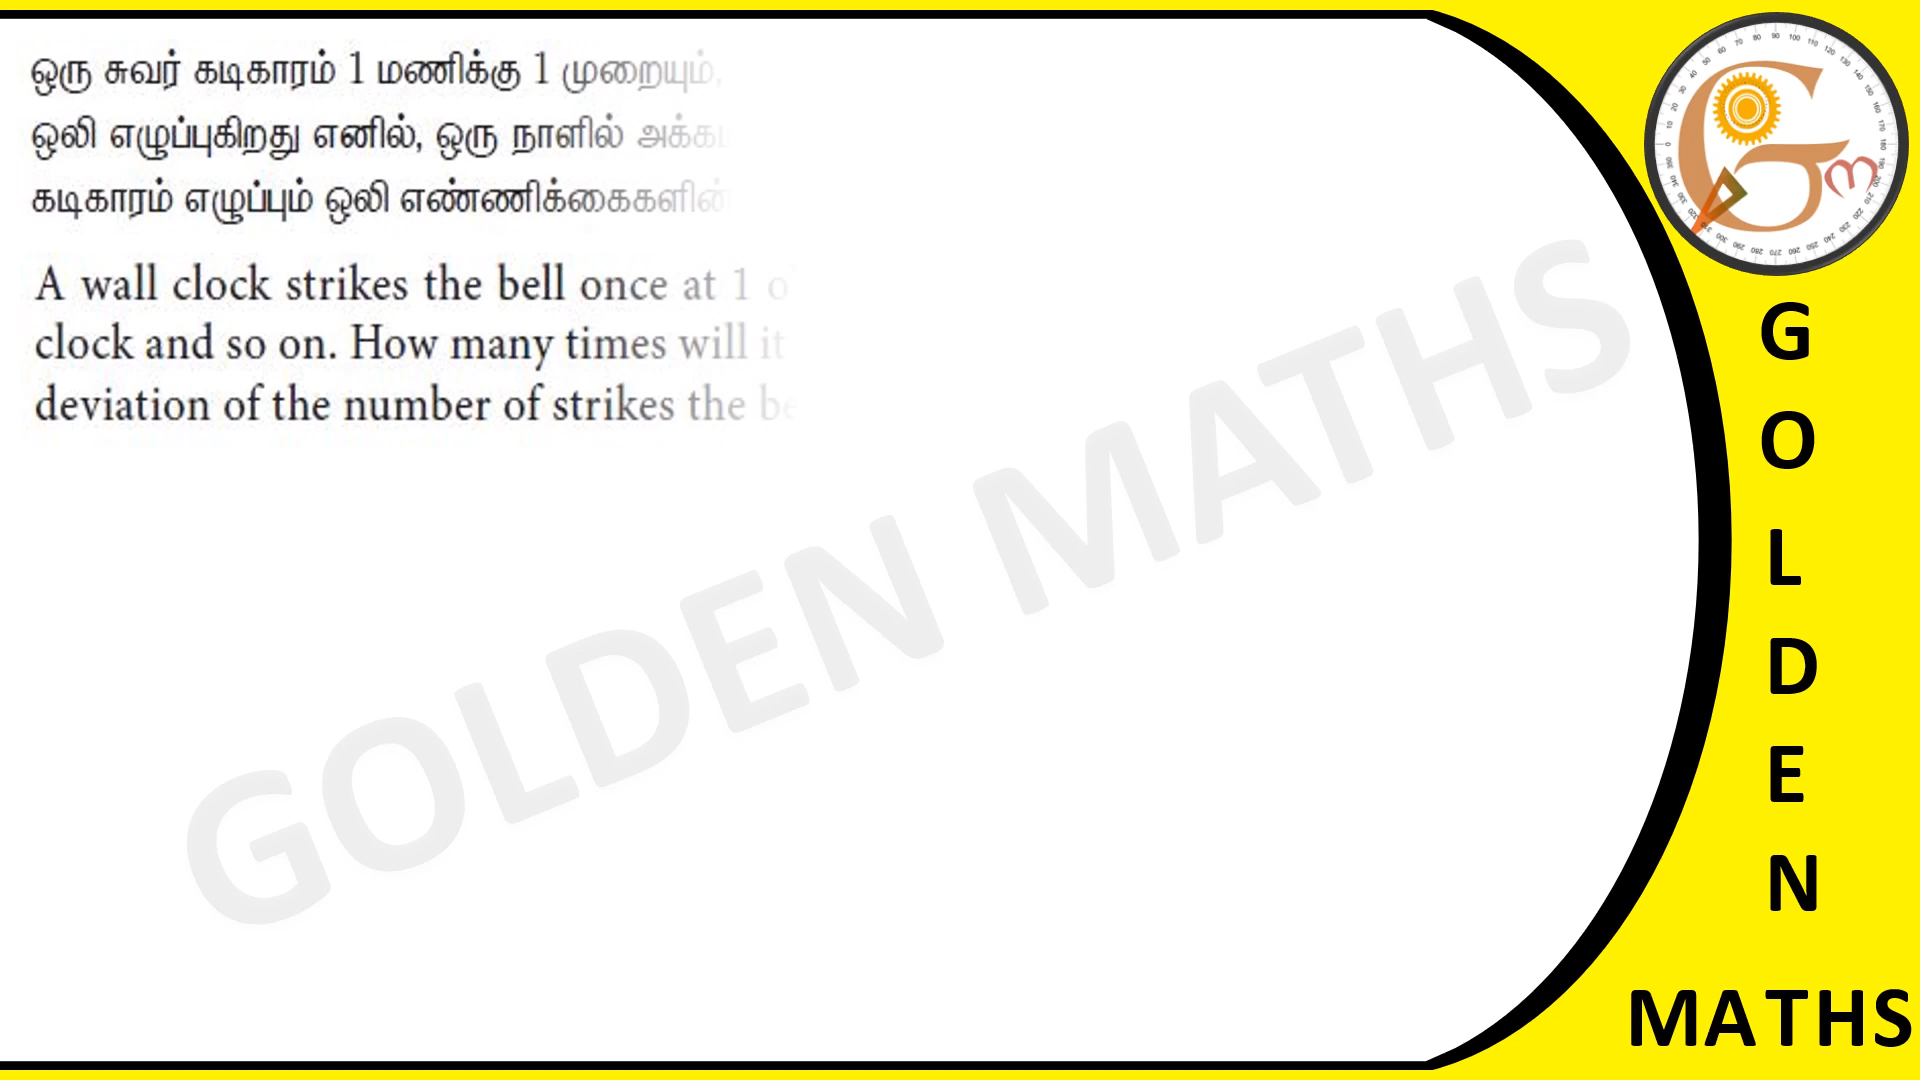 ஒரு சுவர் கடிகாரம் 1 மணிக்கு 1 முறையும்,
ஒலி எழுப்புகிறது எனில், ஒரு நாளில்
கடிகாரம் எழுப்பும் ஒலி எண்ணிக்கைகளின்
A wall clock strikes the bell once at 1
clock and so on. How many times will it
deviation of the number of strikes the
GOLDEN MATHS
G
O
L
D
E
N
MATHS